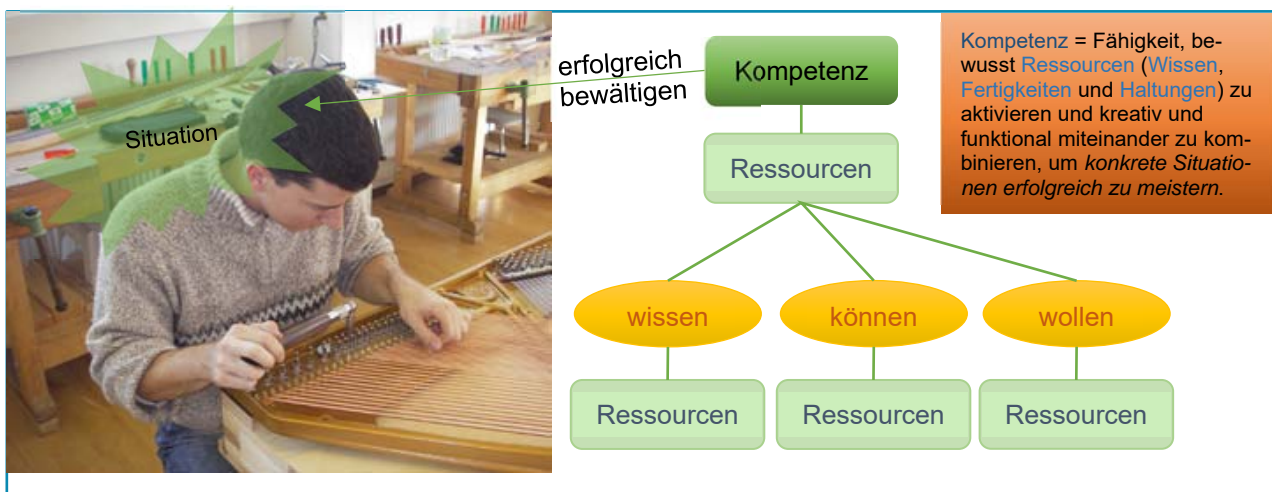 Situation
erfolgreich
bewältigen
Kompetenz
Ressourcen
wissen
können
wollen
Ressourcen
Ressourcen
Ressourcen
Kompetenz = Fähigkeit, be-
wusst Ressourcen (Wissen,
Fertigkeiten und Haltungen) zu
aktivieren und kreativ und
funktional miteinander zu kom-
binieren, um konkrete Situatio-
nen erfolgreich zu meistern.